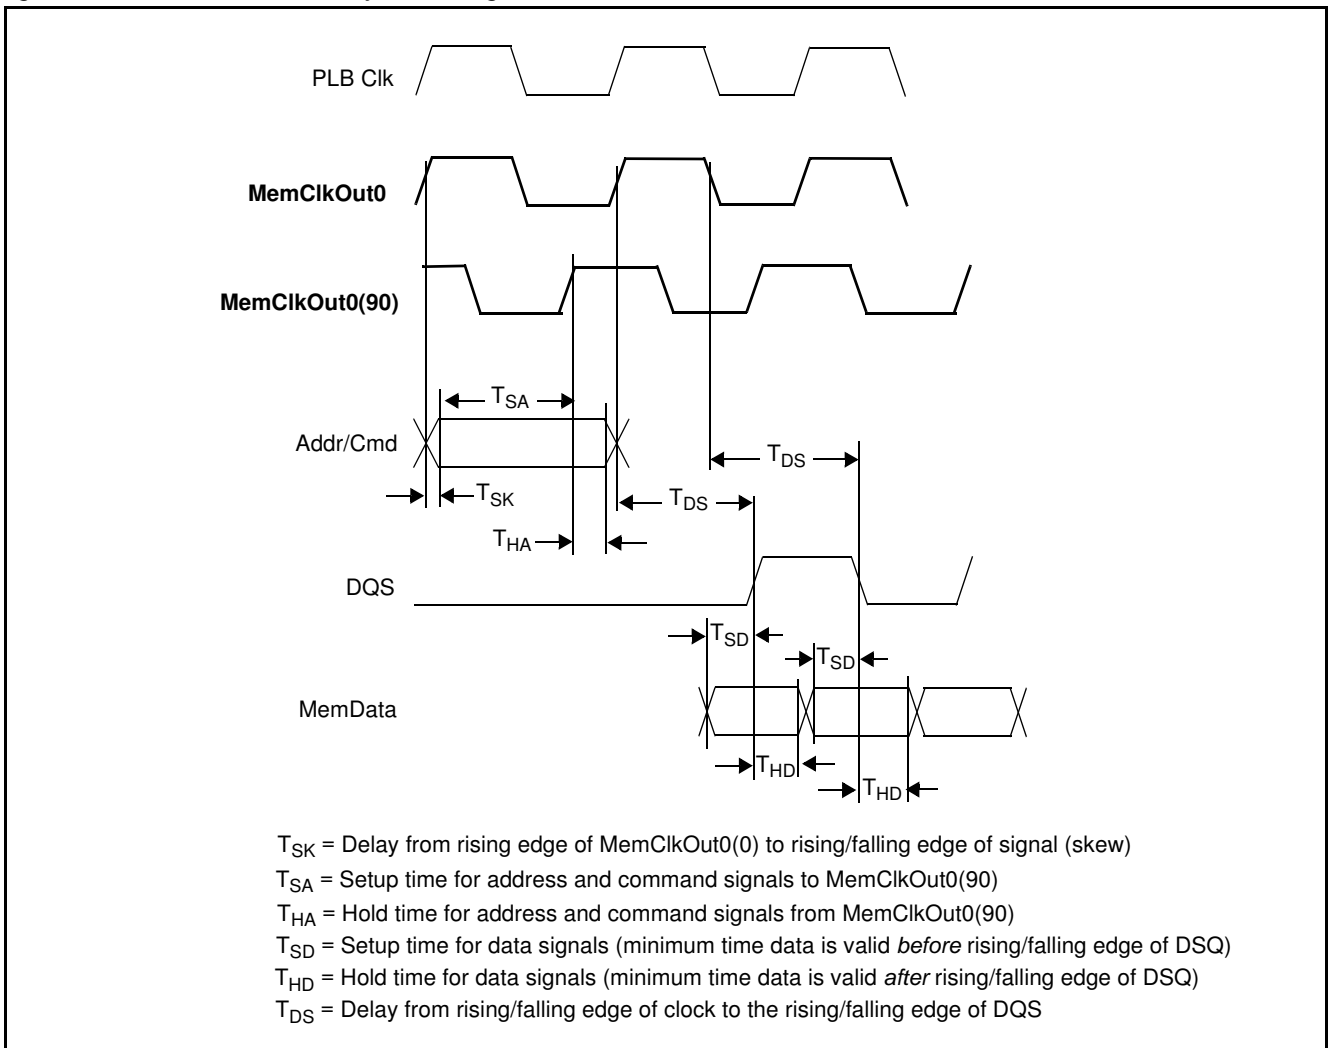 PLB Clk
MemClkOut0
MemClkOut0(90)
TSA
Addr/Cmd
TDS
TSK
TDS
THA
DQS
TSD
TSD
MemData
THD
THD
TSK = Delay from rising edge of MemClkOut0(0) to rising/falling edge of signal (skew)
TSA = Setup time for address and command signals to MemClkOut0(90)
THA = Hold time for address and command signals from MemClkOut0(90)
TSD = Setup time for data signals (minimum time data is valid before rising/falling edge of DSQ)
THD = Hold time for data signals (minimum time data is valid after rising/falling edge of DSQ)
TDS = Delay from rising/falling edge of clock to the rising/falling edge of DQS